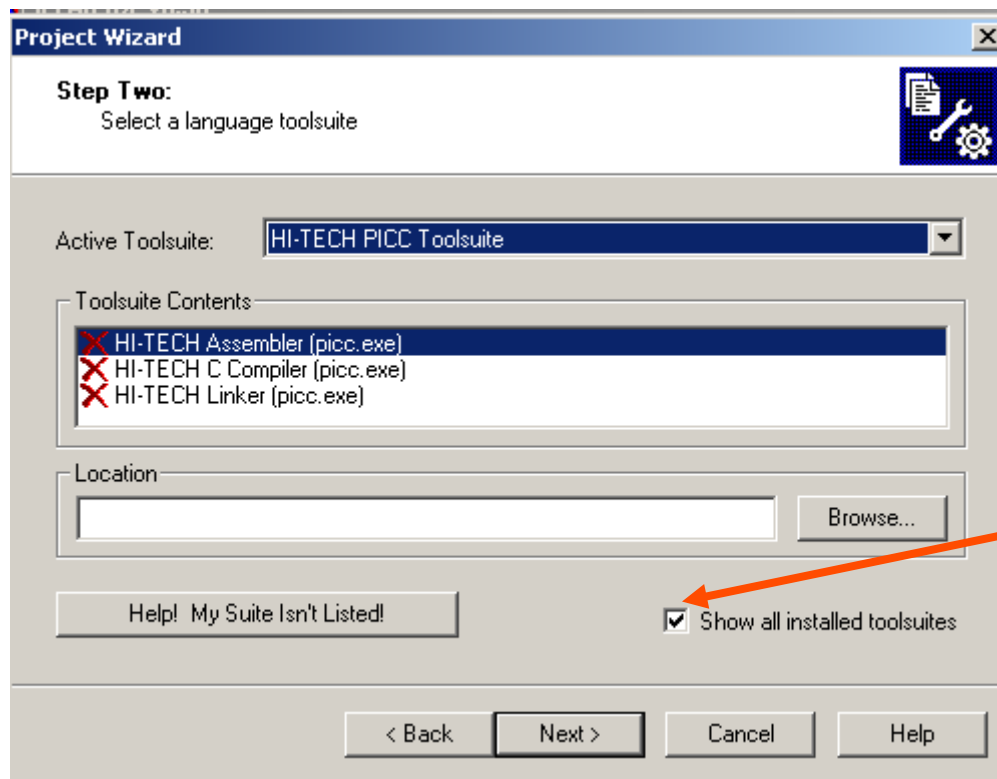 Project Wizard
Step Two:
Select a language toolsuite
Active Toolsuite: HI-TECH PICC Toolsuite
Toolsuite Contents
HI-TECH Assembler (picc.exe)
HI-TECH C Compiler (picc.exe)
HI-TECH Linker (picc.exe)
Location
Browse...
Help! My Suite Isn't Listed! Show all installed toolsuites
< Back Next > Cancel Help